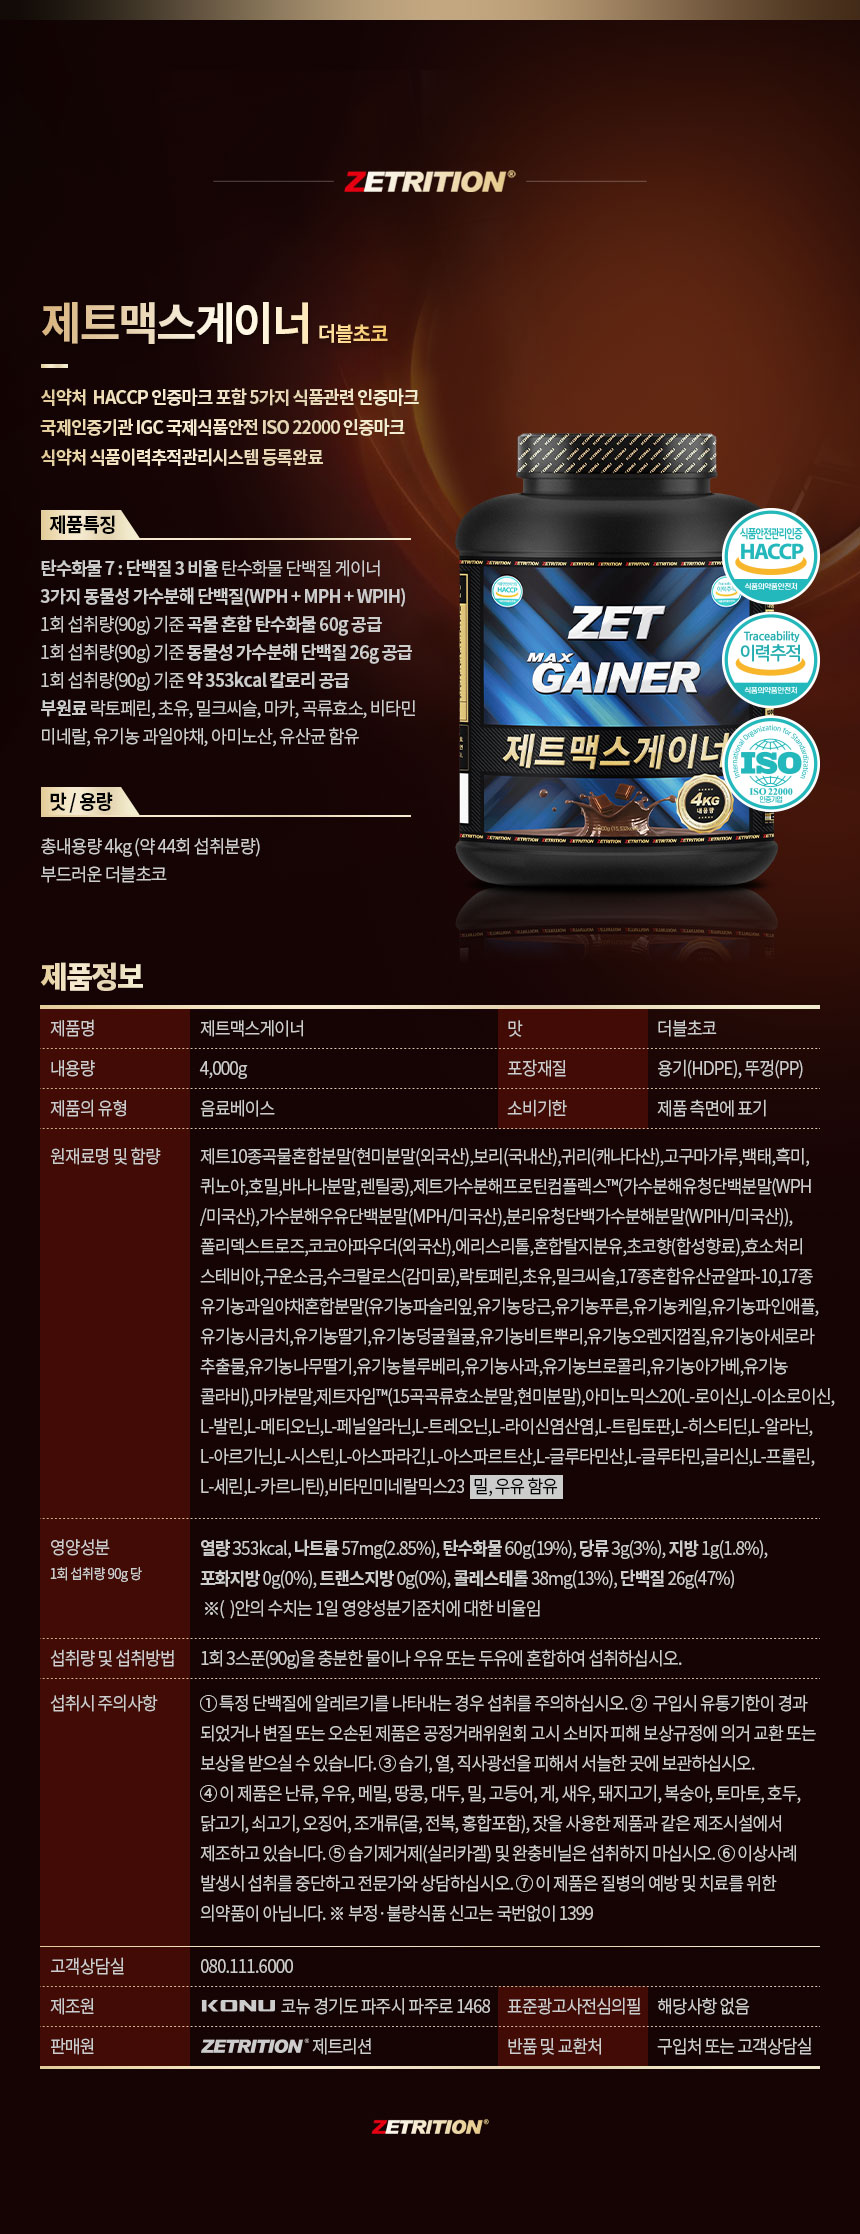 ZETRITION®
제트맥스게이너 더블초코
식약처 HACCP 인증마크 포함 5가지 식품관련 인증마크
국제인증기관 IGC 국제식품안전 ISO 22000 인증마크
식약처 식품이력추적관리시스템 등록완료
제품특징
탄수화물 7 : 단백질 3 비율 탄수화물 단백질 게이너
3가지 동물성 가수분해 단백질(WPH + MPH + WPIH)
1회 섭취량(90g) 기준 곡물 혼합 탄수화물 60g 공급
1회 섭취량(90g) 기준 동물성 가수분해 단백질 26g 공급
1회 섭취량(90g) 기준 약 353kcal 칼로리 공급
부원료 락토페린, 초유, 밀크씨슬, 마카, 곡류효소, 비타민
미네랄, 유기농 과일야채, 아미노산, 유산균 함유
맛 / 용량
총내용량 4kg (약 44회 섭취분량)
부드러운 더블초코
ZET
MAX
GAINER
제트맥스게이너
4KG
내용량
식품안전관리인증
HACCP
식품의약품안전처
Traceability
이력추적
식품의약품안전처
International Organization for Standardization
ISO
ISO 22000
인증기업
제품정보
제품명 제트맥스게이너 맛 더블초코
내용량 4,000g 포장재질 용기(HDPE), 뚜껑(PP)
제품의 유형 음료베이스 소비기한 제품 측면에 표기
원재료명 및 함량 제트10종곡물혼합분말(현미분말(외국산),보리(국내산),귀리(캐나다산),고구마가루,백태,흑미,
퀴노아,호밀,바나나분말,렌틸콩),제트가수분해프로틴컴플렉스™(가수분해유청단백분말(WPH
/미국산),가수분해우유단백분말(MPH/미국산),분리유청단백가수분해분말(WPIH/미국산)),
폴리덱스트로즈,코코아파우더(외국산),에리스리톨,혼합탈지분유,초코향(합성향료),효소처리
스테비아,구운소금,수크랄로스(감미료),락토페린,초유,밀크씨슬,17종혼합유산균알파-10,17종
유기농과일야채혼합분말(유기농파슬리잎,유기농당근,유기농푸룬,유기농케일,유기농파인애플,
유기농시금치,유기농딸기,유기농덩굴월귤,유기농비트뿌리,유기농오렌지껍질,유기농아세로라
추출물,유기농나무딸기,유기농블루베리,유기농사과,유기농브로콜리,유기농아가베,유기농
콜라비),마카분말,제트자임™(15곡곡류효소분말,현미분말),아미노믹스20(L-로이신,L-이소로이신,
L-발린,L-메티오닌,L-페닐알라닌,L-트레오닌,L-라이신염산염,L-트립토판,L-히스티딘,L-알라닌,
L-아르기닌,L-시스틴,L-아스파라긴,L-아스파르트산,L-글루타민산,L-글루타민,글리신,L-프롤린,
L-세린,L-카르니틴),비타민미네랄믹스23 밀, 우유 함유
영양성분 열량 353kcal, 나트륨 57mg(2.85%), 탄수화물 60g(19%), 당류 3g(3%), 지방 1g(1.8%),
1회 섭취량 90g 당 포화지방 0g(0%), 트랜스지방 0g(0%), 콜레스테롤 38mg(13%), 단백질 26g(47%)
※( )안의 수치는 1일 영양성분기준치에 대한 비율임
섭취량 및 섭취방법 1회 3스푼(90g)을 충분한 물이나 우유 또는 두유에 혼합하여 섭취하십시오.
섭취시 주의사항 ① 특정 단백질에 알레르기를 나타내는 경우 섭취를 주의하십시오. ② 구입시 유통기한이 경과
되었거나 변질 또는 오손된 제품은 공정거래위원회 고시 소비자 피해 보상규정에 의거 교환 또는
보상을 받으실 수 있습니다. ③ 습기, 열, 직사광선을 피해서 서늘한 곳에 보관하십시오.
④ 이 제품은 난류, 우유, 메밀, 땅콩, 대두, 밀, 고등어, 게, 새우, 돼지고기, 복숭아, 토마토, 호두,
닭고기, 쇠고기, 오징어, 조개류(굴, 전복, 홍합포함), 잣을 사용한 제품과 같은 제조시설에서
제조하고 있습니다. ⑤ 습기제거제(실리카겔) 및 완충비닐은 섭취하지 마십시오. ⑥ 이상사례
발생시 섭취를 중단하고 전문가와 상담하십시오. ⑦ 이 제품은 질병의 예방 및 치료를 위한
의약품이 아닙니다. ※ 부정·불량식품 신고는 국번없이 1399
고객상담실 080.111.6000
제조원 KONU 코뉴 경기도 파주시 파주로 1468 표준광고사전심의필 해당사항 없음
판매원 ZETRITION® 제트리션 반품 및 교환처 구입처 또는 고객상담실
ZETRITION®